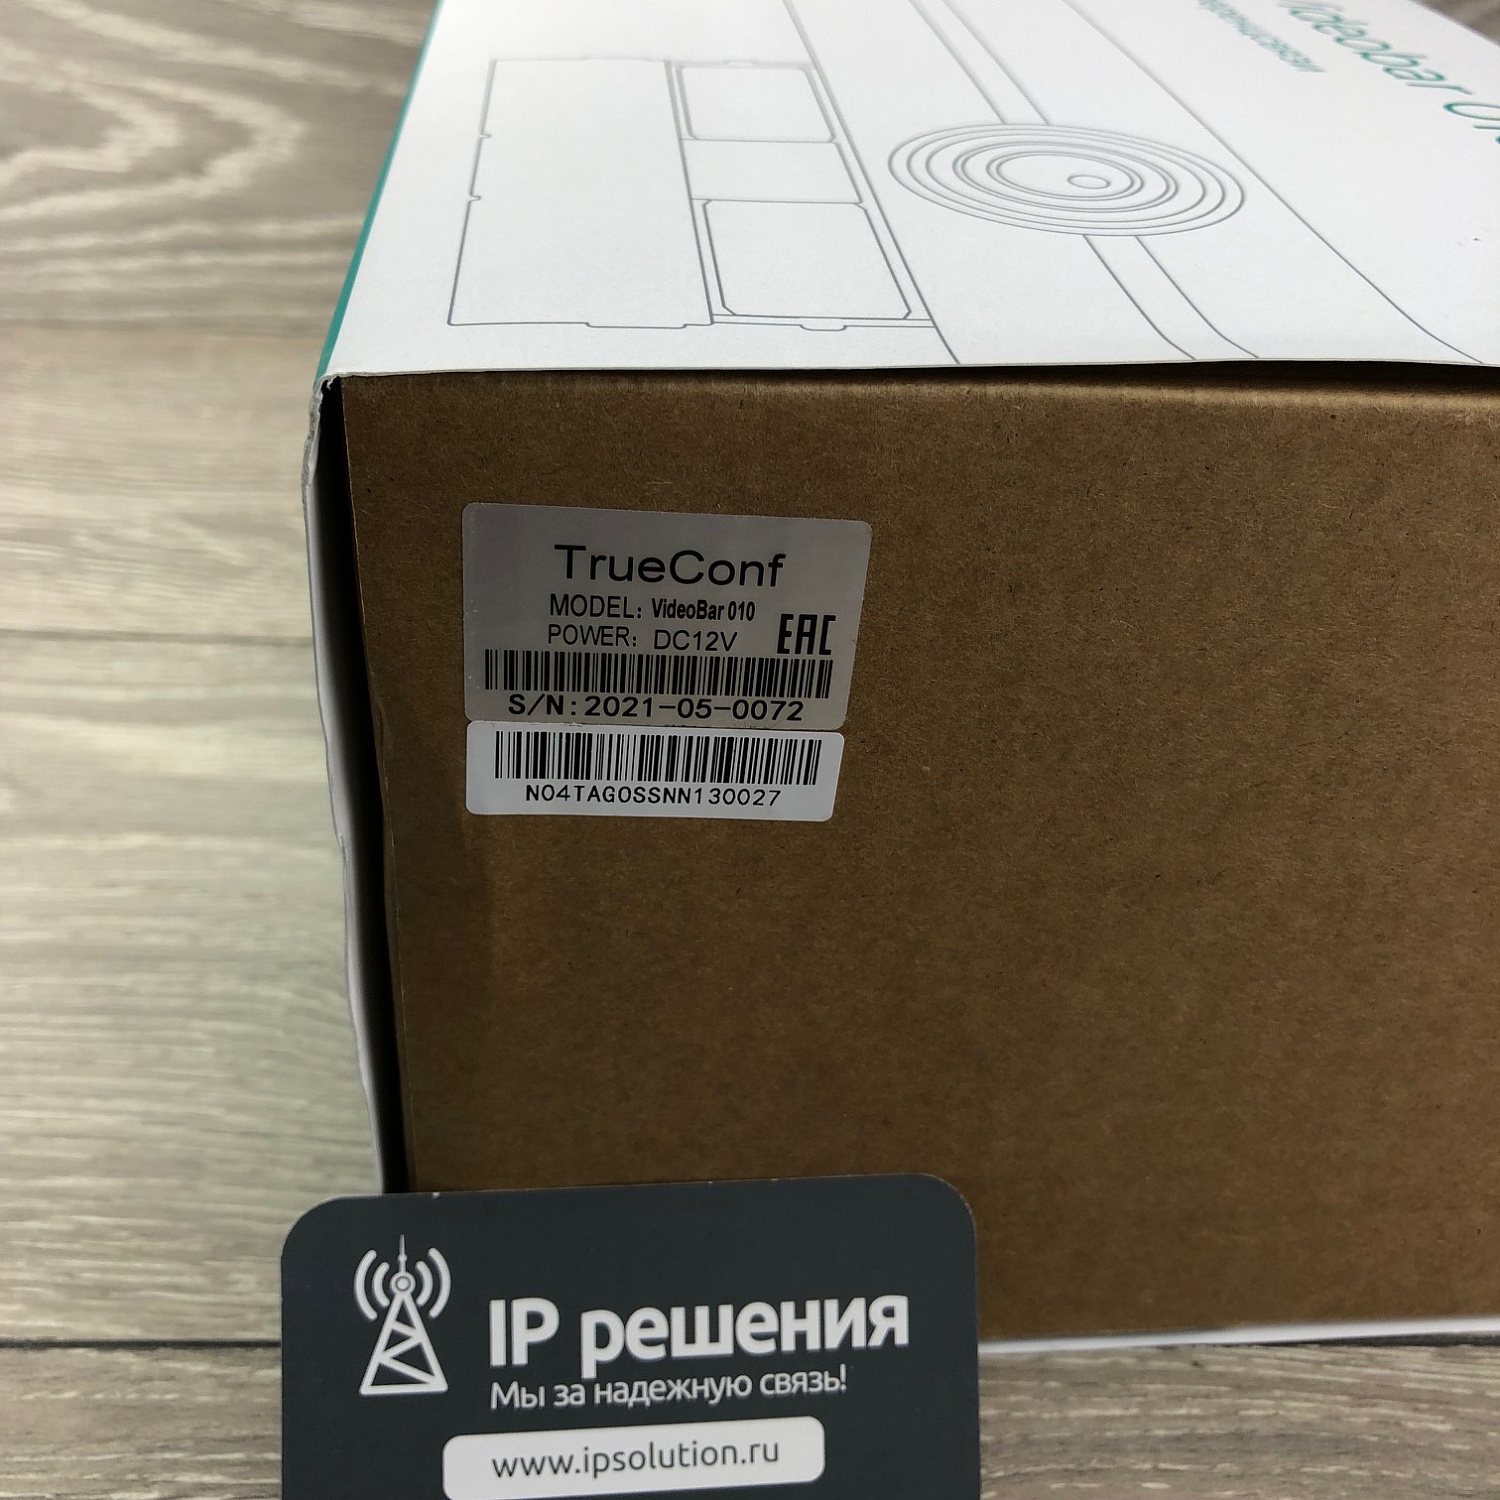 TrueConf
MODEL: VideoBar 010
POWER: DC12V
EAC
S/N:2021-05-0072
N04TAGOSSNN130027
IP решения
Мы за надежную связь!
www.ipsolution.ru